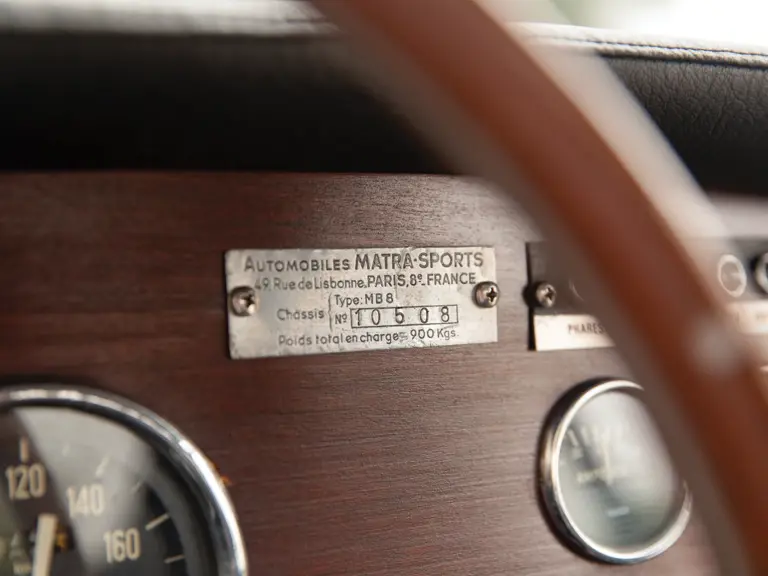 AUTOMOBILES MATRA-SPORTS
49, Rue de Lisbonne, PARIS, 8e. FRANCE
Type: MB 8
Châssis
Nº 10508
Poids total en charge = 900 Kgs.
PHARES
120
140
160